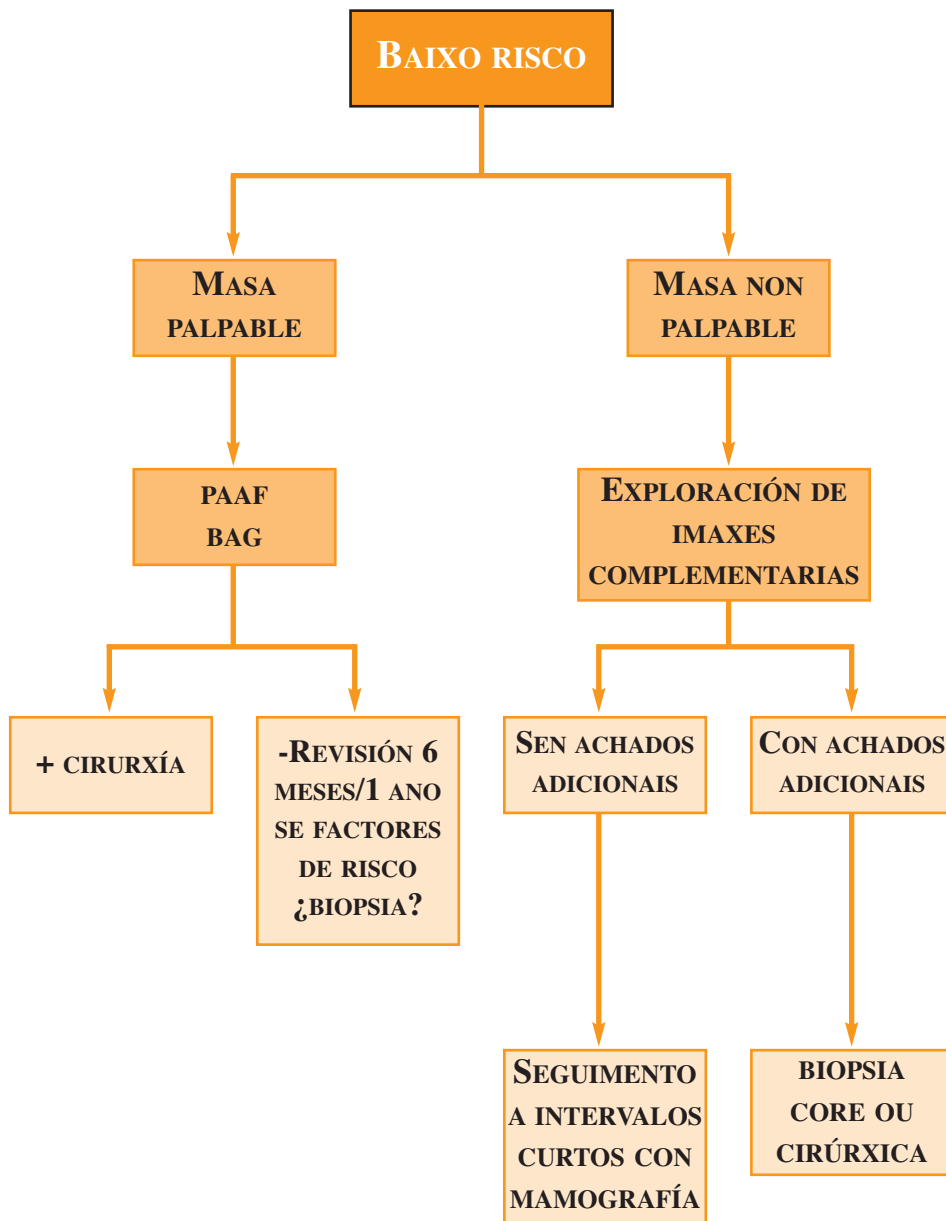 BAIXO RISCO
MASA
PALPABLE
MASA NON
PALPABLE
PAAF
BAG
EXPLORACIÓN DE
IMAXES
COMPLEMENTARIAS
+ CIRURXÍA
-REVISIÓN 6
MESES/1 ANO
SE FACTORES
DE RISCO
¿BIOPSIA?
SEN ACHADOS
ADICIONAIS
CON ACHADOS
ADICIONAIS
SEGUIMENTO
A INTERVALOS
CURTOS CON
MAMOGRAFÍA
BIOPSIA
CORE OU
CIRÚRXICA